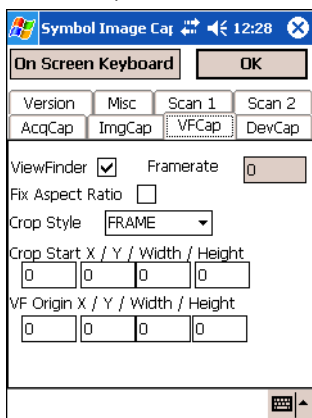 Symbol Image Cap 12:28
On Screen Keyboard OK
Version Misc Scan 1 Scan 2
AcqCap ImgCap VFCap DevCap
ViewFinder Framerate 0
Fix Aspect Ratio
Crop Style FRAME
Crop Start X / Y / Width / Height
0 0 0 0
VF Origin X / Y / Width / Height
0 0 0 0